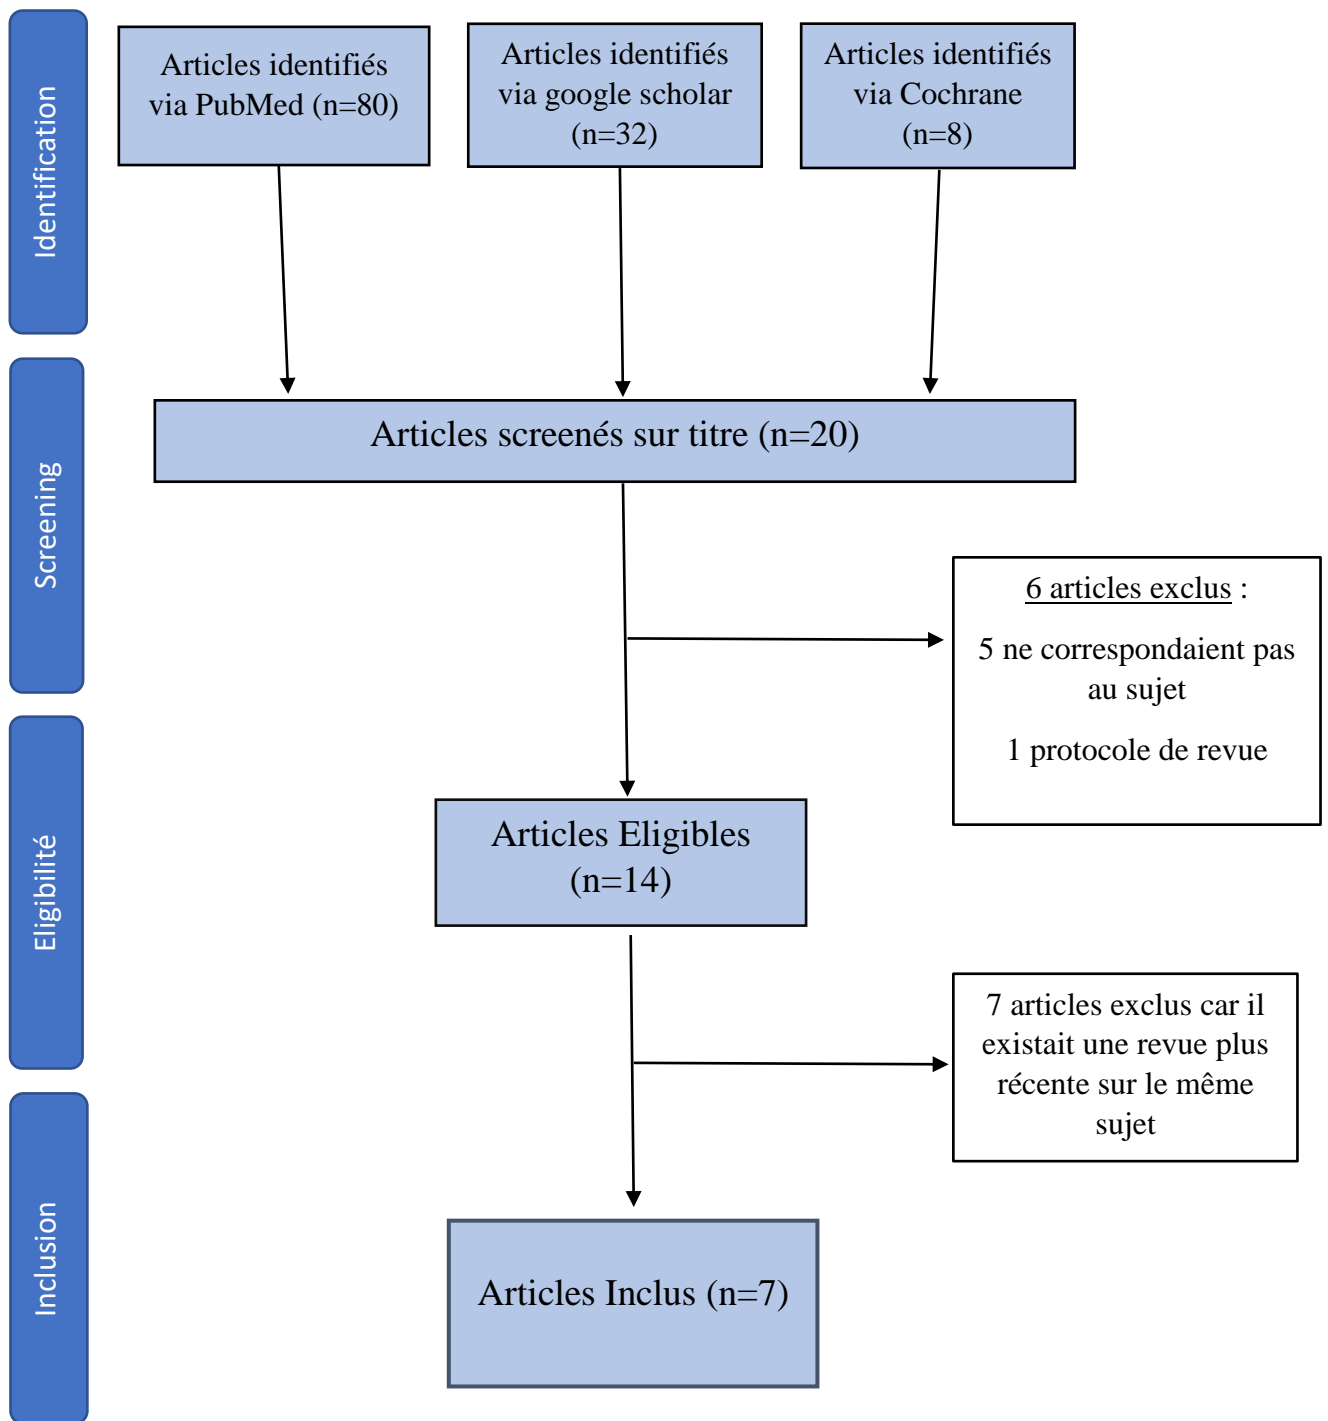 Identification
Articles identifiés
via PubMed (n=80)
Articles identifiés
via google scholar
(n=32)
Articles identifiés
via Cochrane
(n=8)
Screening
Articles screenés sur titre (n=20)
6 articles exclus :
5 ne correspondaient pas
au sujet
1 protocole de revue
Eligibilité
Articles Eligibles
(n=14)
7 articles exclus car il
existait une revue plus
récente sur le même
sujet
Inclusion
Articles Inclus (n=7)